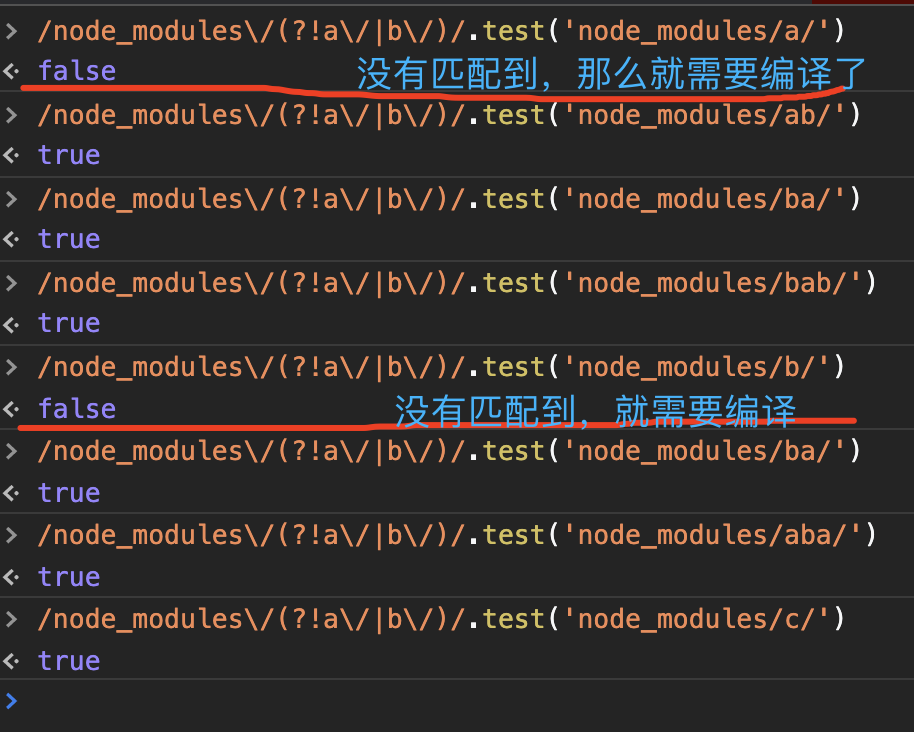 > /node_modules\/(?!a\/|b\/)/.test('node_modules/a/')
<· false 没有匹配到，那么就需要编译了
> /node_modules\/(?!a\/|b\/)/.test('node_modules/ab/')
<· true
> /node_modules\/(?!a\/|b\/)/.test('node_modules/ba/')
<· true
> /node_modules\/(?!a\/|b\/)/.test('node_modules/bab/')
<· true
> /node_modules\/(?!a\/|b\/)/.test('node_modules/b/')
<· false 没有匹配到，就需要编译
> /node_modules\/(?!a\/|b\/)/.test('node_modules/ba/')
<· true
> /node_modules\/(?!a\/|b\/)/.test('node_modules/aba/')
<· true
> /node_modules\/(?!a\/|b\/)/.test('node_modules/c/')
<· true
>